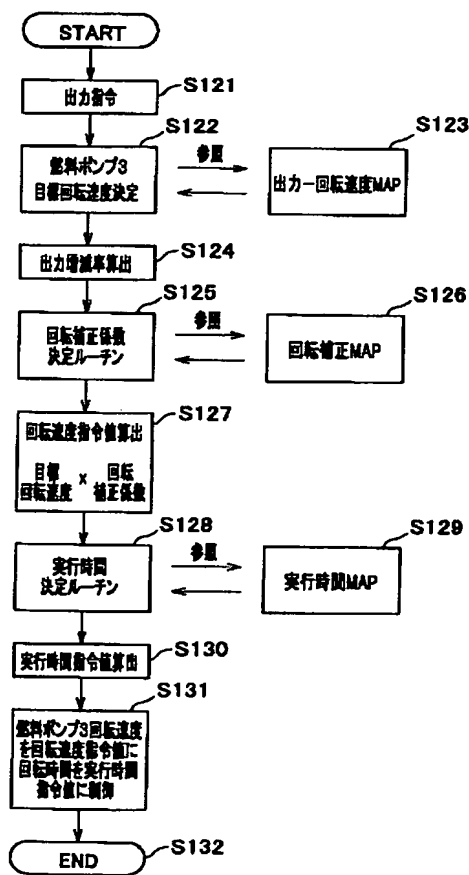 START
S121
出力指令
S122
燃料ポンプ3
目標回転速度決定
参照
S123
出力ー回転速度MAP
S124
出力増減率算出
S125
回転補正係数
決定ルーチン
参照
S126
回転補正MAP
S127
回転速度指令値算出
目標 回転
回転速度 × 補正係数
S128
実行時間
決定ルーチン
参照
S129
実行時間MAP
S130
実行時間指令値算出
S131
燃料ポンプ3回転速度
を回転速度指令値に
回転時間を実行時間
指令値に制御
END
S132